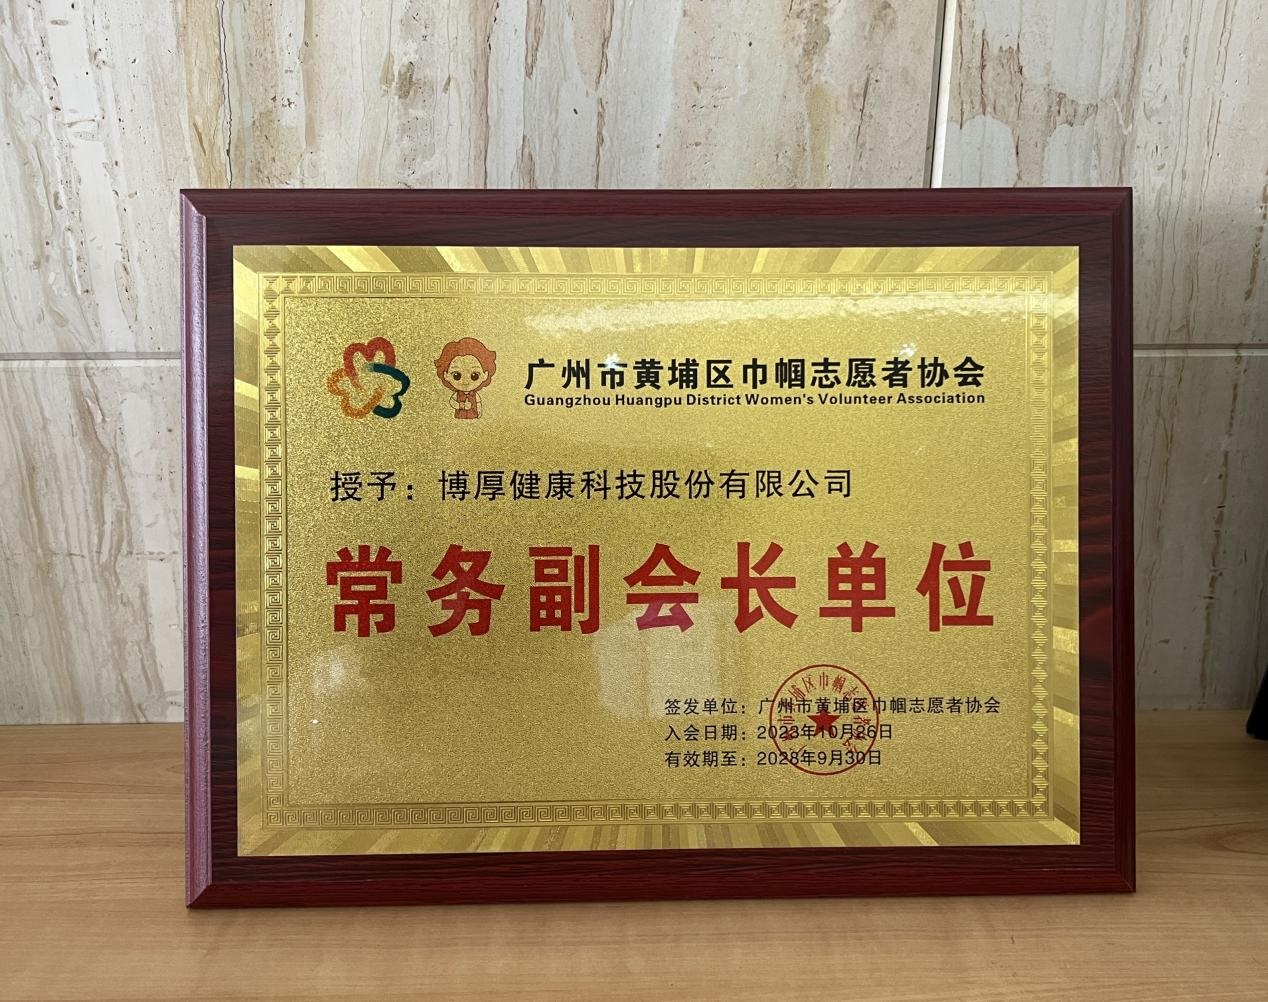 广州市黄埔区巾帼志愿者协会
Guangzhou Huangpu District Women's Volunteer Association
授予：博厚健康科技股份有限公司
常务副会长单位
签发单位：广州市黄埔区巾帼志愿者协会
入会日期：2023年10月26日
有效期至：2028年9月30日